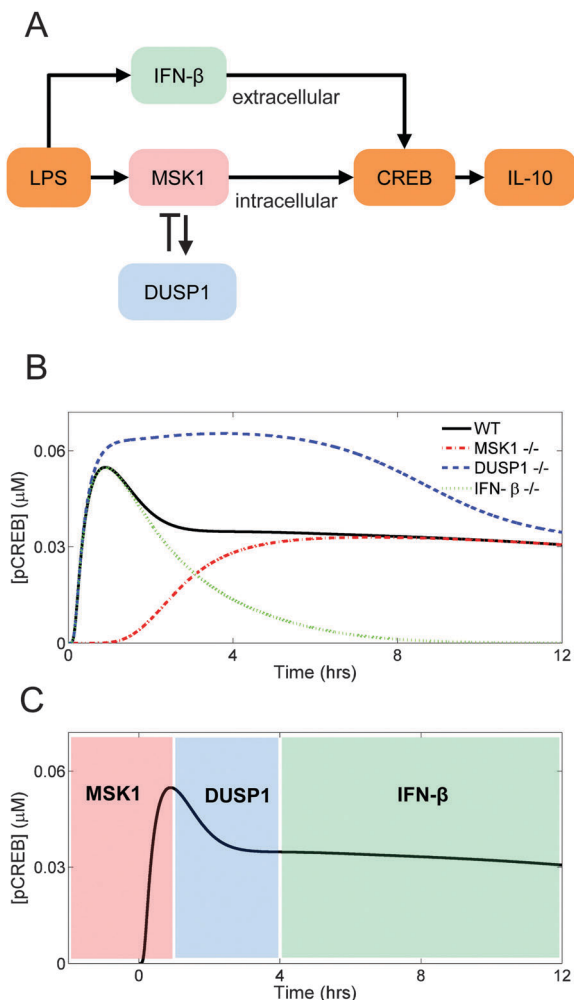 A
IFN-β
extracellular
LPS
MSK1
CREB
IL-10
intracellular
DUSP1
B
[pCREB] (μM)
0.06
0.03
0
0
4
8
12
Time (hrs)
WT
MSK1 -/-
DUSP1 -/-
IFN- β -/-
C
[pCREB] (μM)
0.06
0.03
0
MSK1
DUSP1
IFN-β
0
4
8
12
Time (hrs)